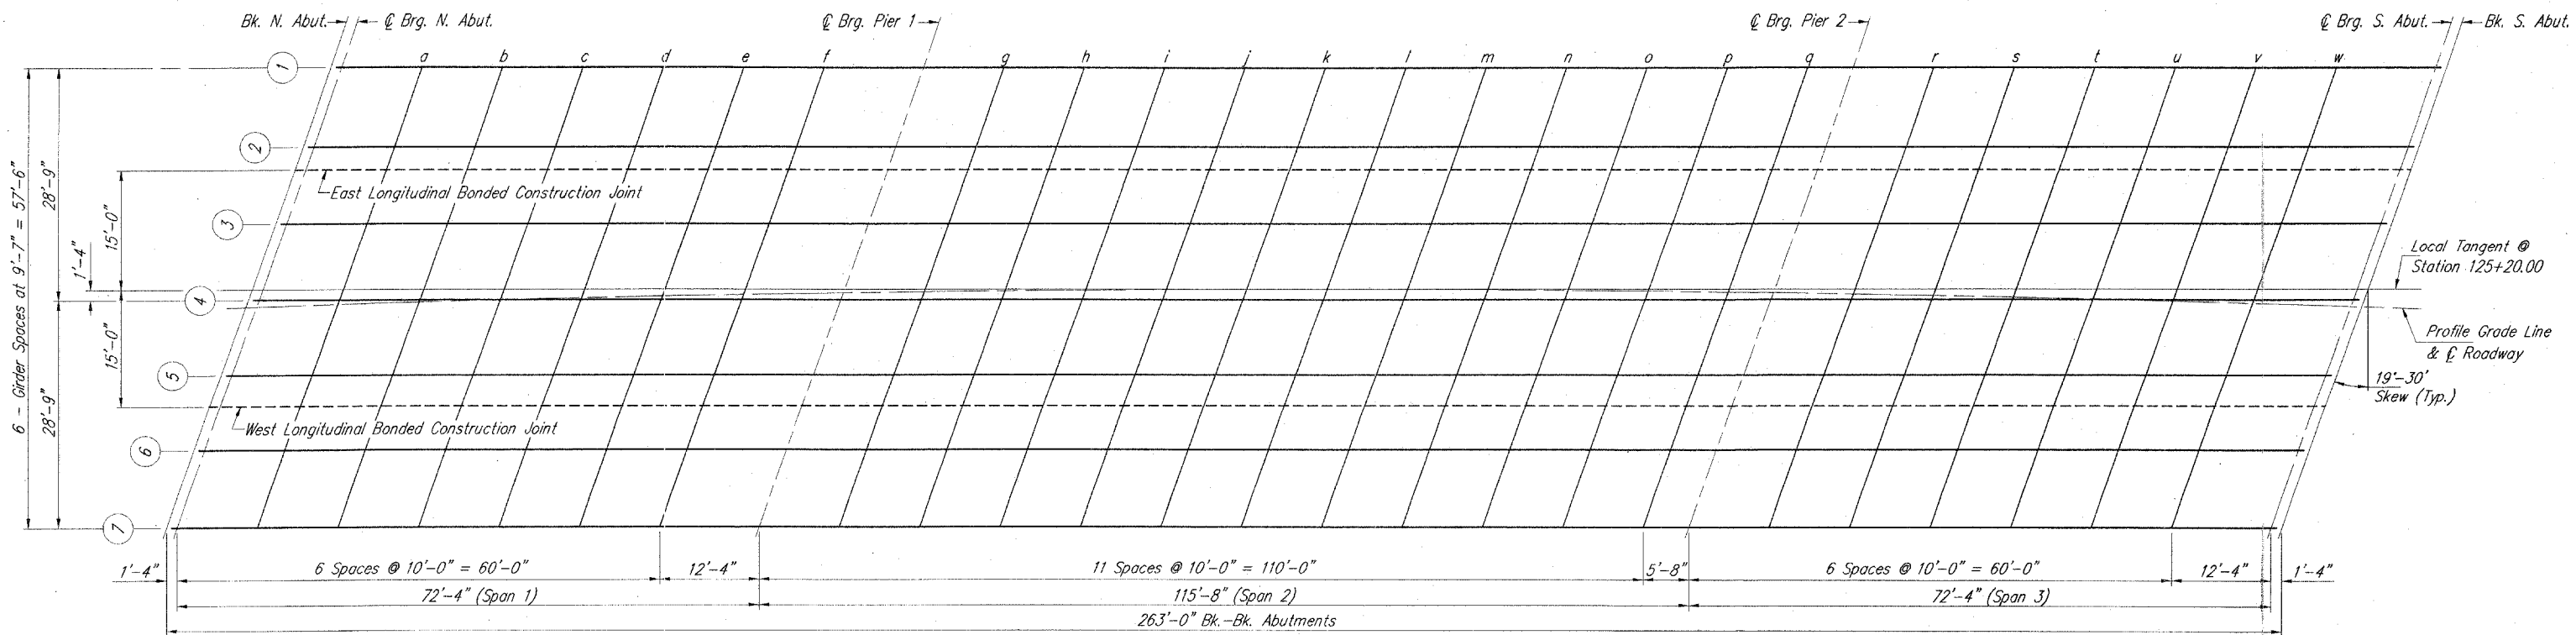 Bk. N. Abut.
℄ Brg. N. Abut.
℄ Brg. Pier 1
℄ Brg. Pier 2
℄ Brg. S. Abut.
Bk. S. Abut.
a b c d e f g h i j k l m n o p q r s t u v w
1
2
3
4
5
6
7
6 - Girder Spaces at 9'-7" = 57'-6"
28'-9"
28'-9"
1'-4"
15'-0"
15'-0"
East Longitudinal Bonded Construction Joint
West Longitudinal Bonded Construction Joint
Local Tangent @
Station 125+20.00
Profile Grade Line
& ℄ Roadway
19°-30'
Skew (Typ.)
1'-4"
6 Spaces @ 10'-0" = 60'-0"
12'-4"
11 Spaces @ 10'-0" = 110'-0"
5'-8"
6 Spaces @ 10'-0" = 60'-0"
12'-4"
1'-4"
72'-4" (Span 1)
115'-8" (Span 2)
72'-4" (Span 3)
263'-0" Bk.-Bk. Abutments